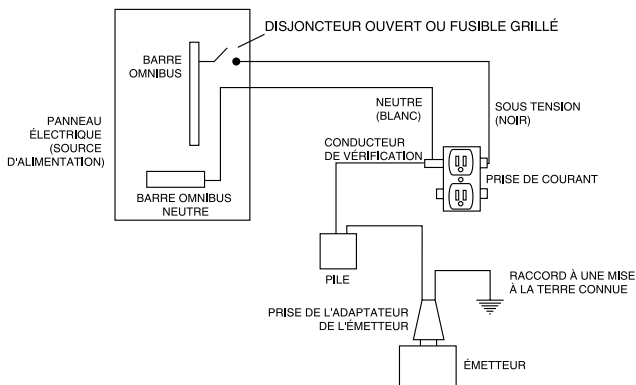 DISJONCTEUR OUVERT OU FUSIBLE GRILLÉ
BARRE
OMNIBUS
PANNEAU
ÉLECTRIQUE
(SOURCE
D'ALIMENTATION)
BARRE OMNIBUS
NEUTRE
NEUTRE
(BLANC)
SOUS TENSION
(NOIR)
CONDUCTEUR
DE VÉRIFICATION
PRISE DE COURANT
PILE
RACCORD À UNE MISE
À LA TERRE CONNUE
PRISE DE L'ADAPTATEUR
DE L'ÉMETTEUR
ÉMETTEUR